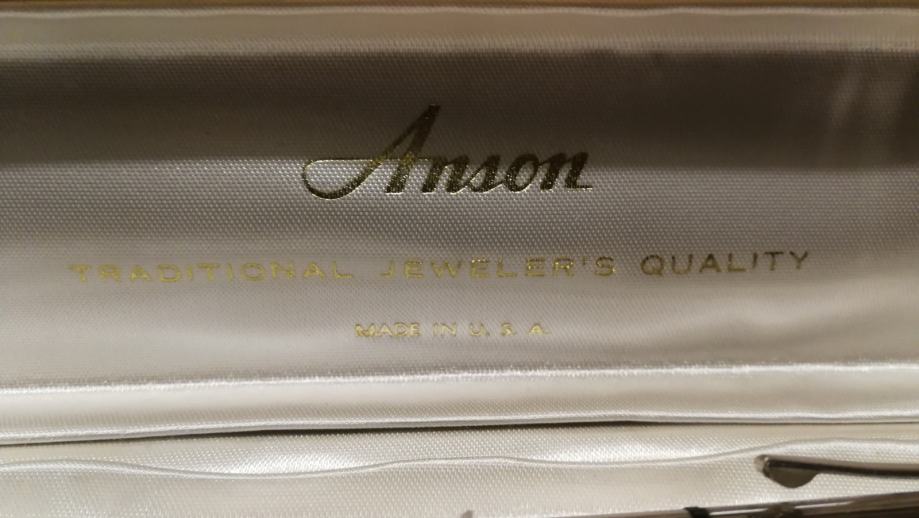 Anson
TRADITIONAL JEWELER'S QUALITY
MADE IN U. S. A.